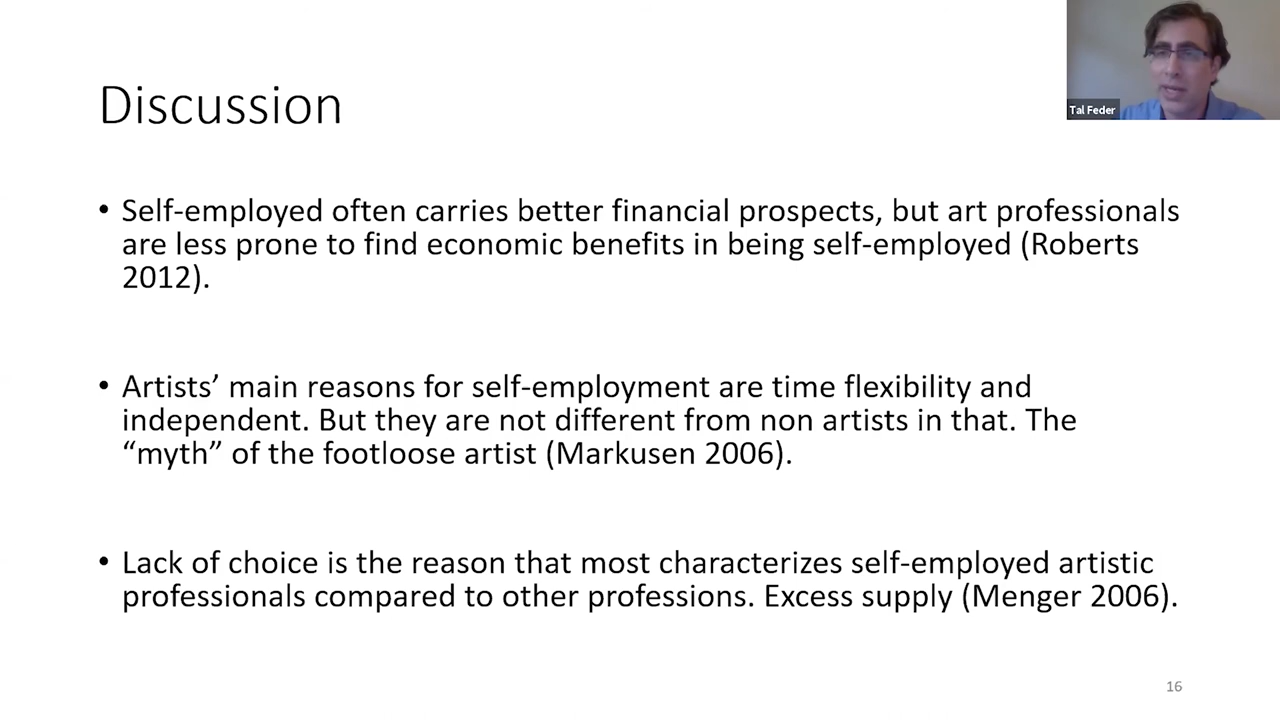 Tal Feder
Discussion
• Self-employed often carries better financial prospects, but art professionals
are less prone to find economic benefits in being self-employed (Roberts
2012).
• Artists’ main reasons for self-employment are time flexibility and
independent. But they are not different from non artists in that. The
“myth” of the footloose artist (Markusen 2006).
• Lack of choice is the reason that most characterizes self-employed artistic
professionals compared to other professions. Excess supply (Menger 2006).
16